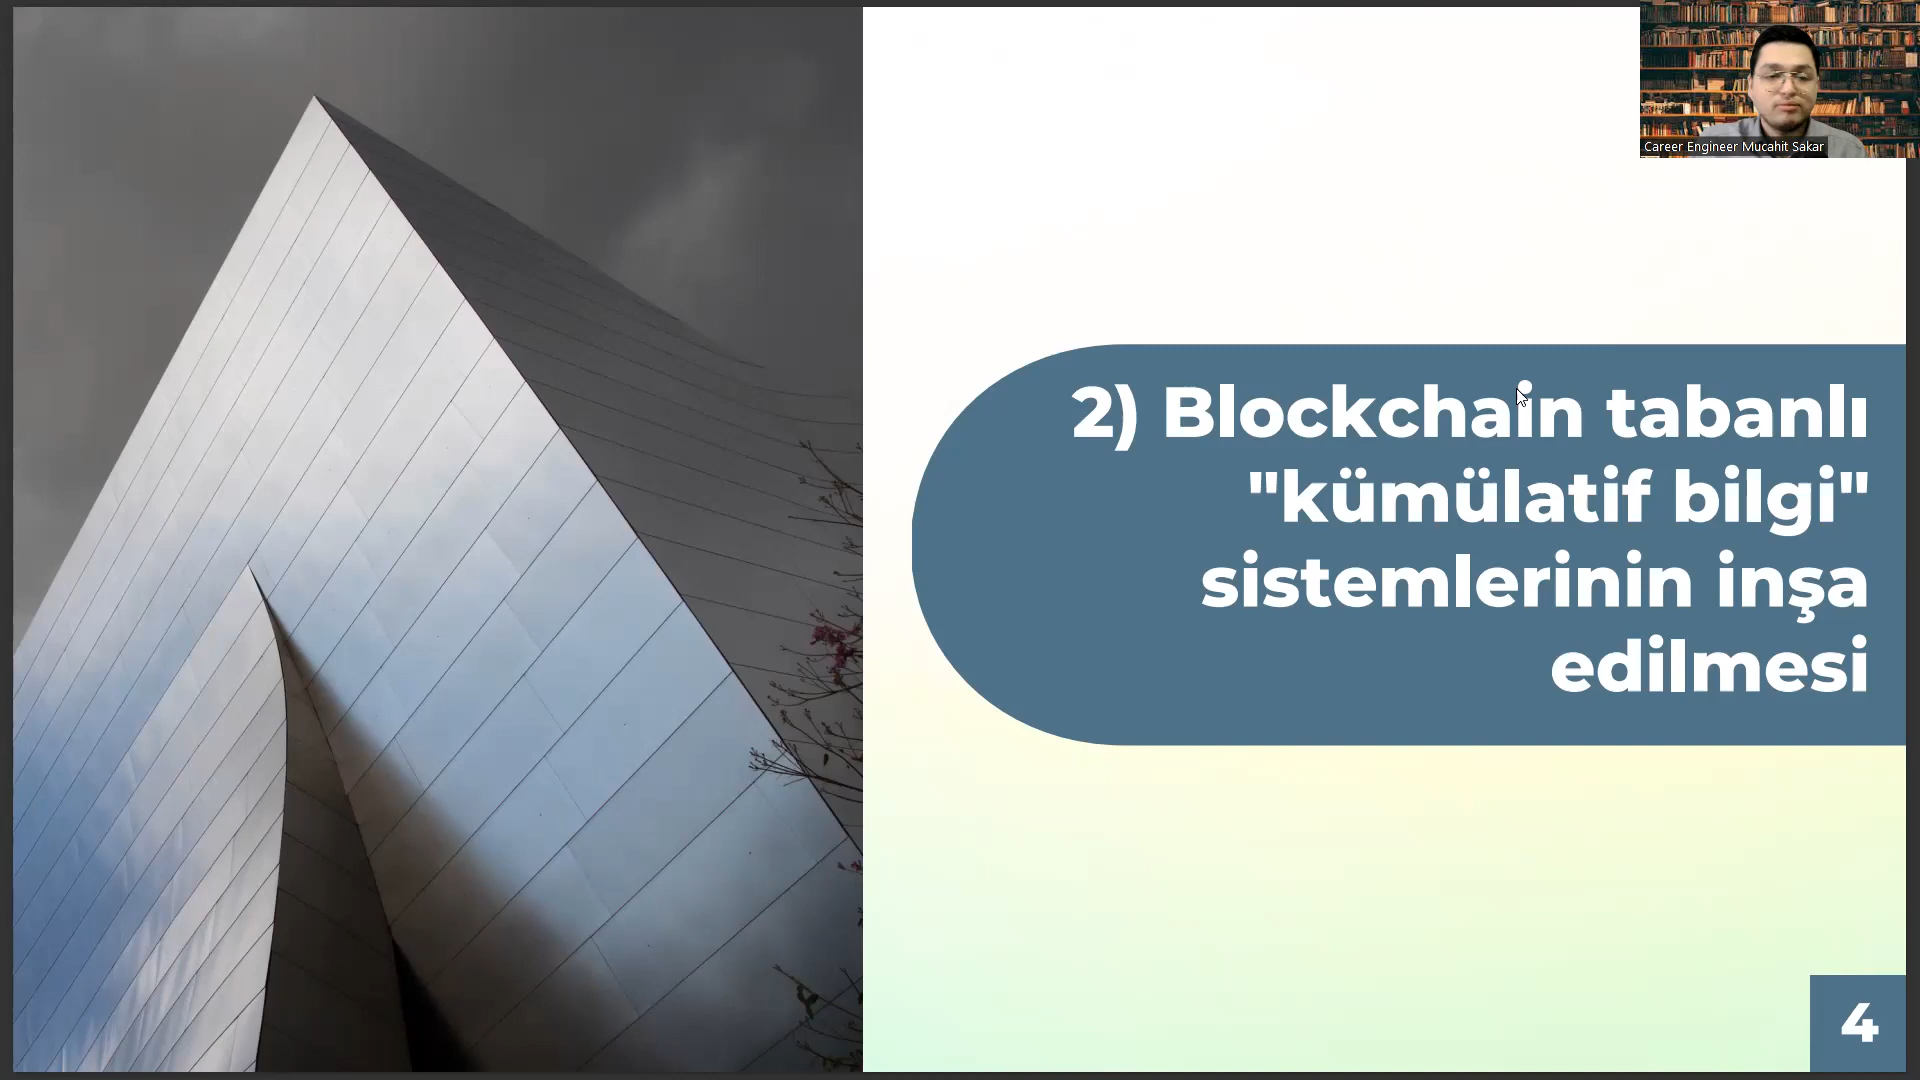 Career Engineer Mucahit Sakar
2) Blockchain tabanlı
"kümülatif bilgi"
sistemlerinin inşa
edilmesi
4